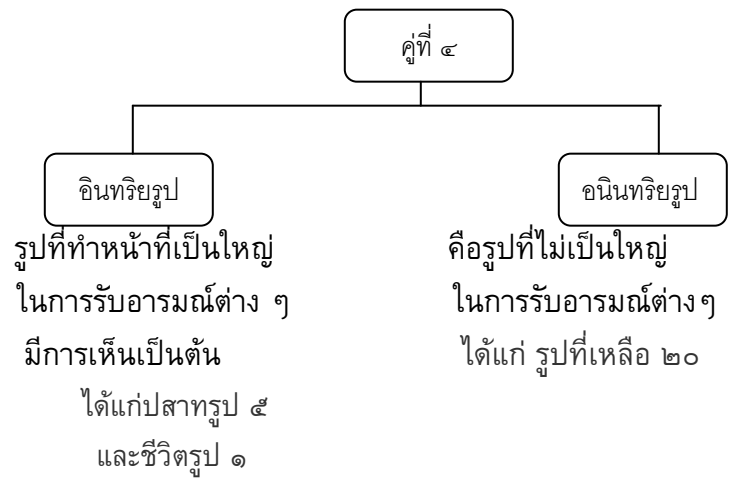 คู่ที่ ๔
อินทริยรูป
รูปที่ทำหน้าที่เป็นใหญ่
ในการรับอารมณ์ต่าง ๆ
มีการเห็นเป็นต้น
ได้แก่ปสาทรูป ๕
และชีวิตรูป ๑
อนินทริยรูป
คือรูปที่ไม่เป็นใหญ่
ในการรับอารมณ์ต่างๆ
ได้แก่ รูปที่เหลือ ๒๐